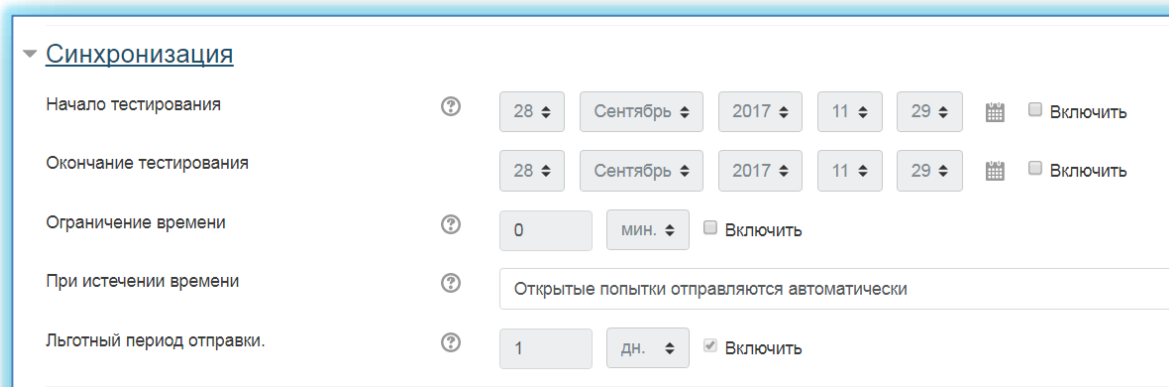 Синхронизация
Начало тестирования 28 Сентябрь 2017 11 29 Включить
Окончание тестирования 28 Сентябрь 2017 11 29 Включить
Ограничение времени 0 мин. Включить
При истечении времени Открытые попытки отправляются автоматически
Льготный период отправки. 1 дн. Включить